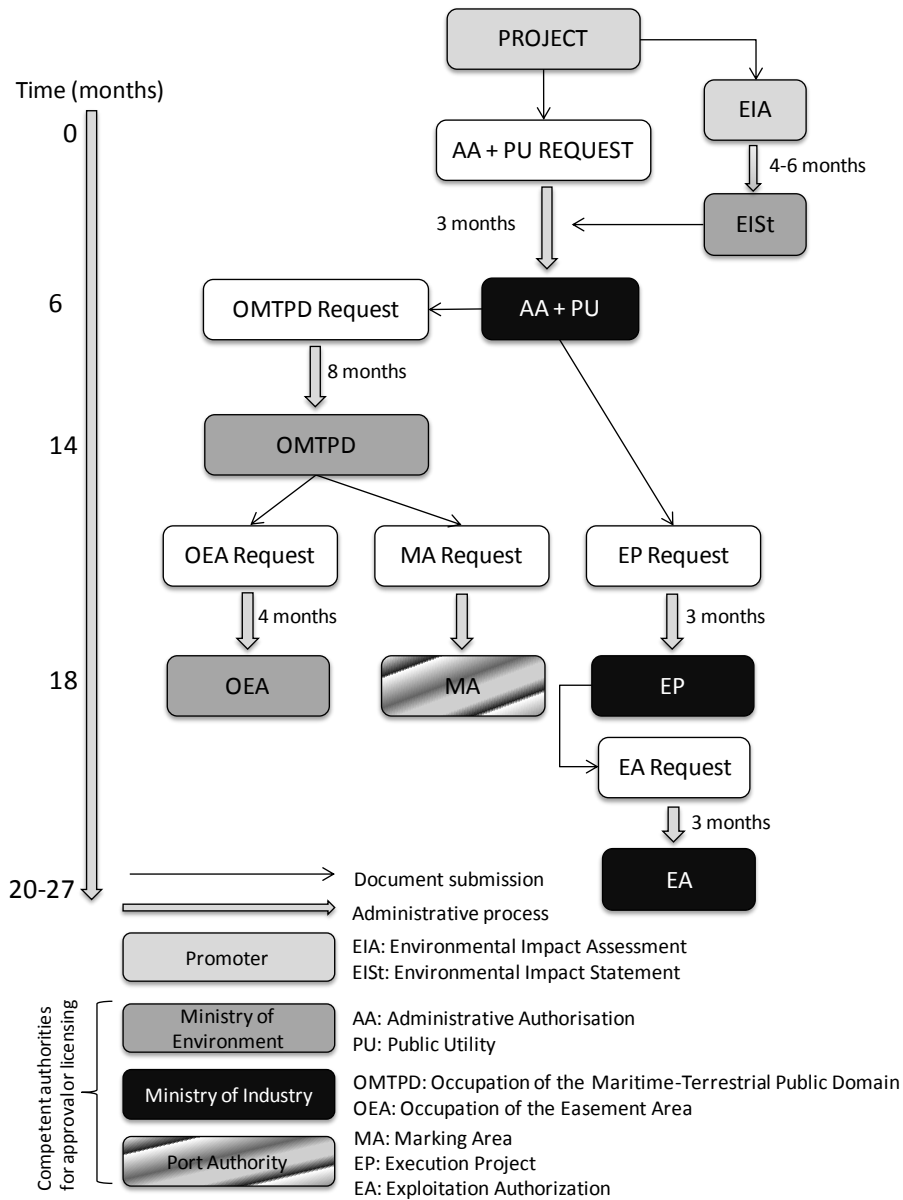 PROJECT
Time (months)
EIA
0
AA + PU REQUEST
4-6 months
3 months
EISt
6
OMTPD Request
AA + PU
8 months
14
OMTPD
OEA Request
MA Request
EP Request
4 months
3 months
18
OEA
MA
EP
EA Request
3 months
EA
20-27
Document submission
Administrative process
Promoter
EIA: Environmental Impact Assessment
EISt: Environmental Impact Statement
Competent authorities
for approval or licensing
Ministry of
Environment
AA: Administrative Authorisation
PU: Public Utility
Ministry of Industry
OMTPD: Occupation of the Maritime-Terrestrial Public Domain
OEA: Occupation of the Easement Area
Port Authority
MA: Marking Area
EP: Execution Project
EA: Exploitation Authorization